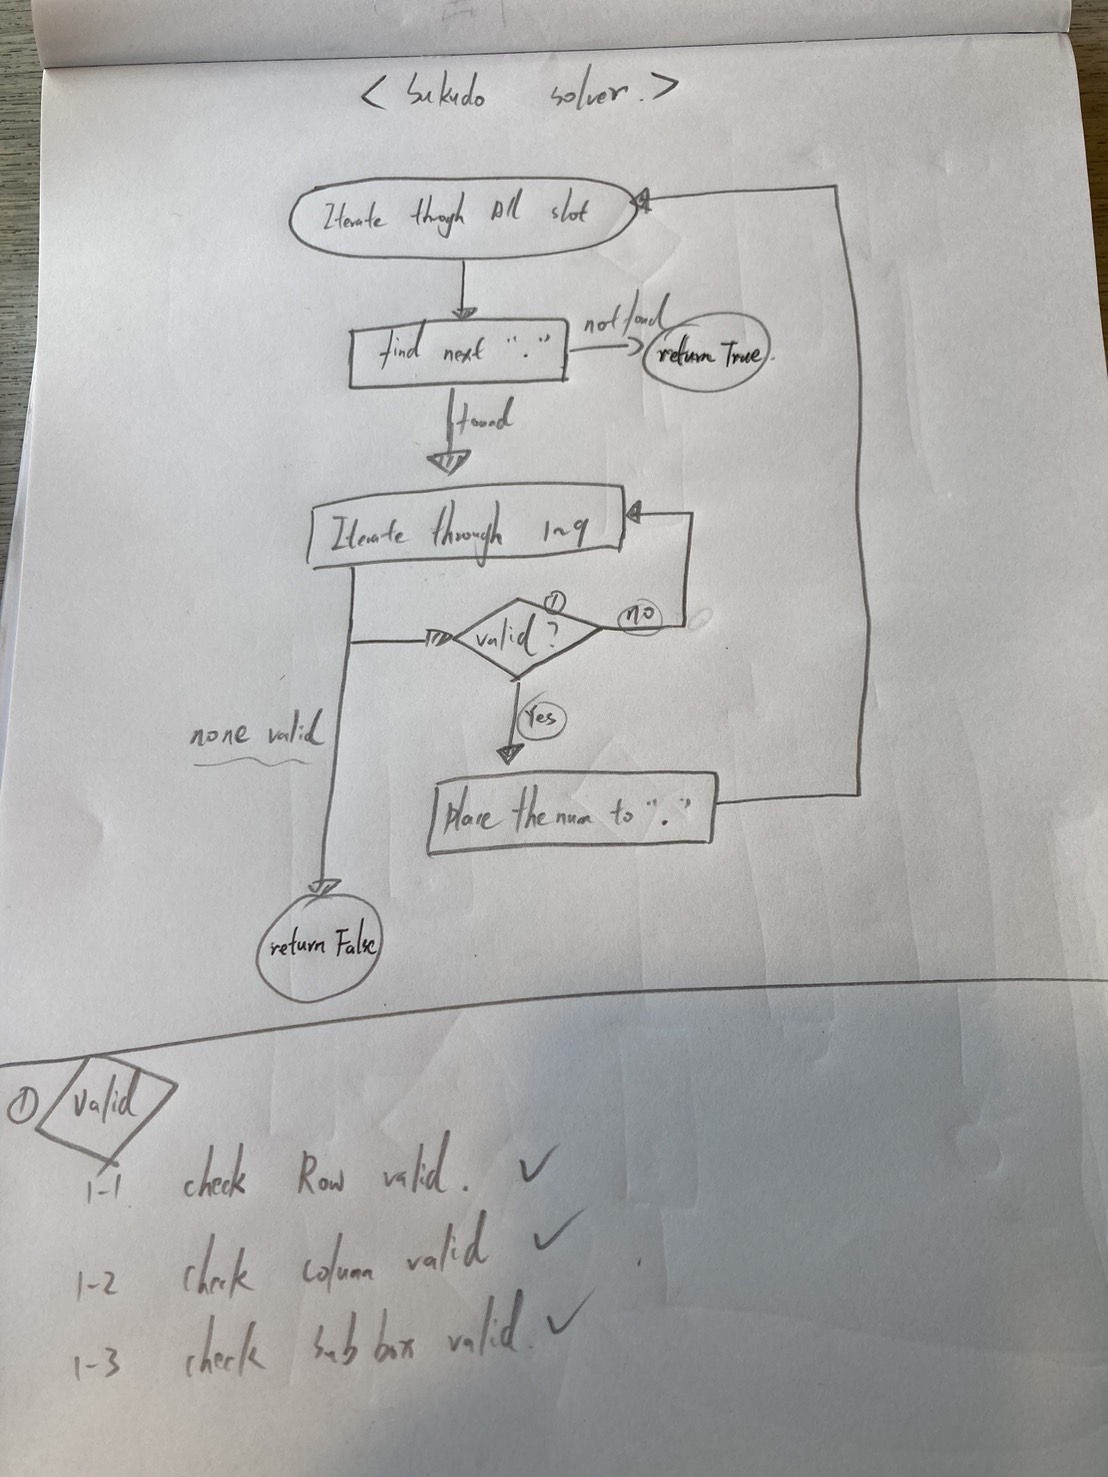 < Sukudo solver. >
Iterate throgh All slot
find next "."
not foud
return True.
found
Iterate through 1~9
①
valid?
no
Yes
none valid
Place the num to "."
return False
① valid
1-1 check Row valid. ✓
1-2 check column valid ✓
1-3 check sub box valid. ✓